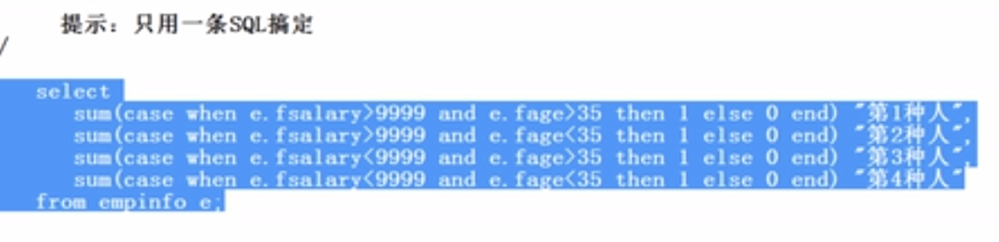 提示：只用一条SQL搞定
/
select
sum(case when e.fsalary>9999 and e.fage>35 then 1 else 0 end) "第1种人",
sum(case when e.fsalary>9999 and e.fage<35 then 1 else 0 end) "第2种人",
sum(case when e.fsalary<9999 and e.fage>35 then 1 else 0 end) "第3种人",
sum(case when e.fsalary<9999 and e.fage<35 then 1 else 0 end) "第4种人"
from empinfo e;